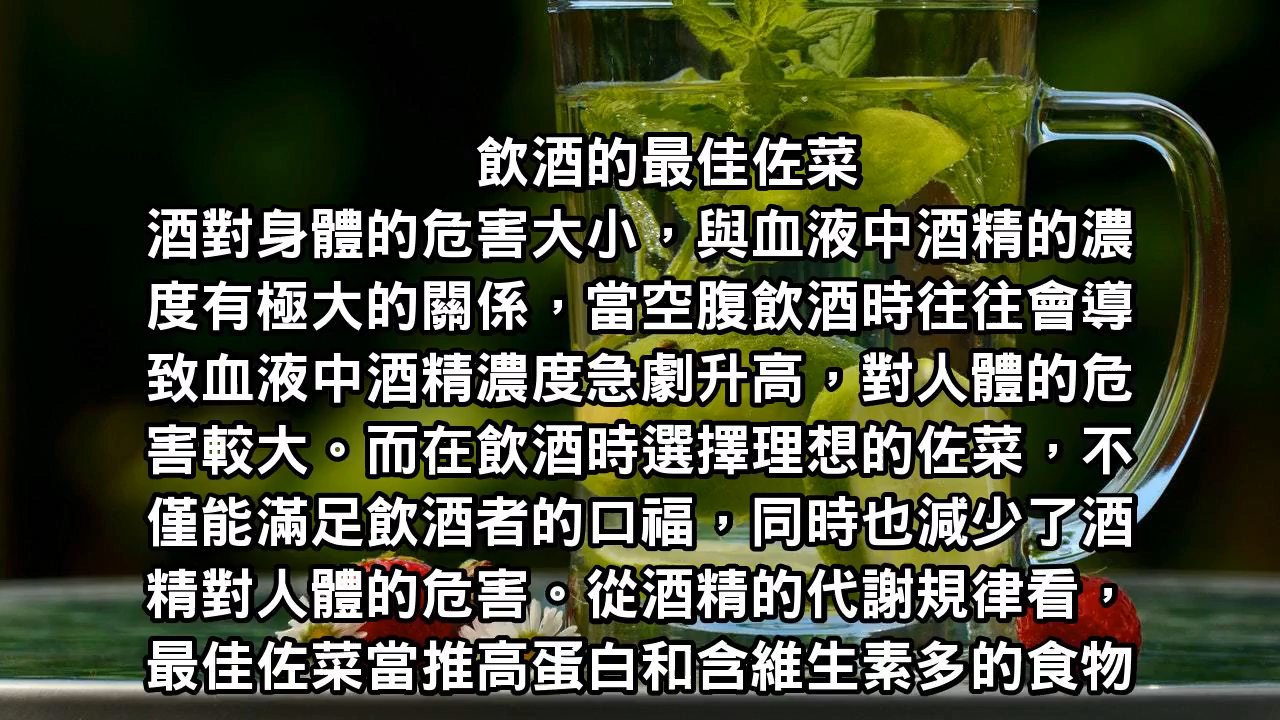 飲酒的最佳佐菜
酒對身體的危害大小，與血液中酒精的濃
度有極大的關係，當空腹飲酒時往往會導
致血液中酒精濃度急劇升高，對人體的危
害較大。而在飲酒時選擇理想的佐菜，不
僅能滿足飲酒者的口福，同時也減少了酒
精對人體的危害。從酒精的代謝規律看，
最佳佐菜當推高蛋白和含維生素多的食物